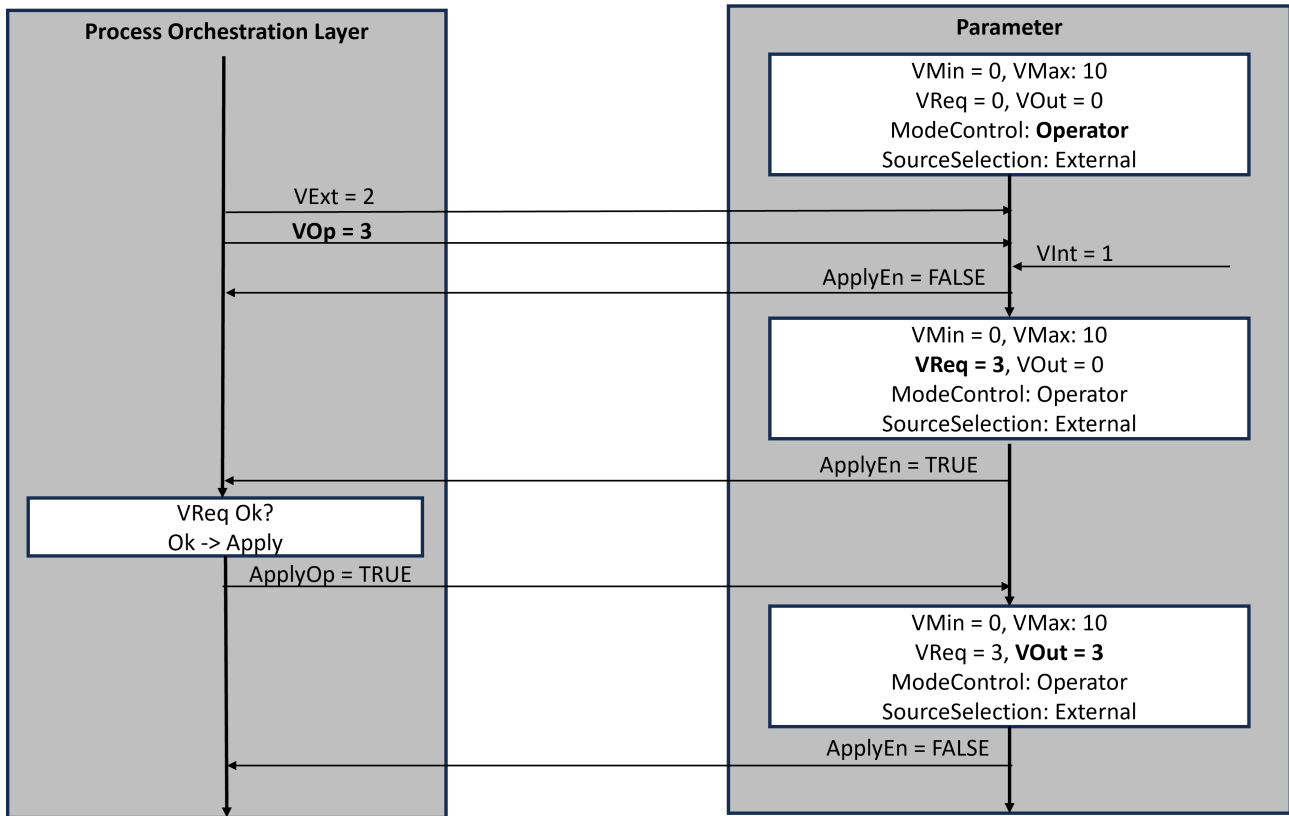 Process Orchestration Layer
Parameter
VMin = 0, VMax: 10
VReq = 0, VOut = 0
ModeControl: Operator
SourceSelection: External
VExt = 2
VOp = 3
VInt = 1
ApplyEn = FALSE
VMin = 0, VMax: 10
VReq = 3, VOut = 0
ModeControl: Operator
SourceSelection: External
ApplyEn = TRUE
VReq Ok?
Ok -> Apply
ApplyOp = TRUE
VMin = 0, VMax: 10
VReq = 3, VOut = 3
ModeControl: Operator
SourceSelection: External
ApplyEn = FALSE